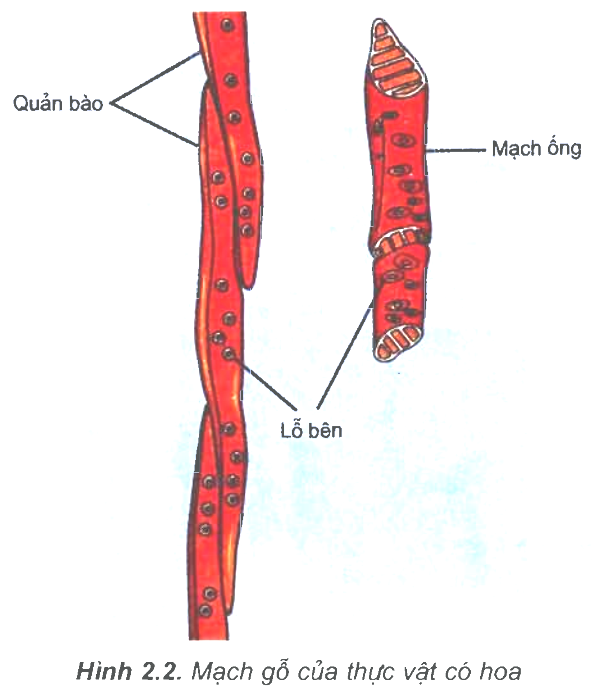 Quản bào
Mạch ống
Lỗ bên
Hình 2.2. Mạch gỗ của thực vật có hoa